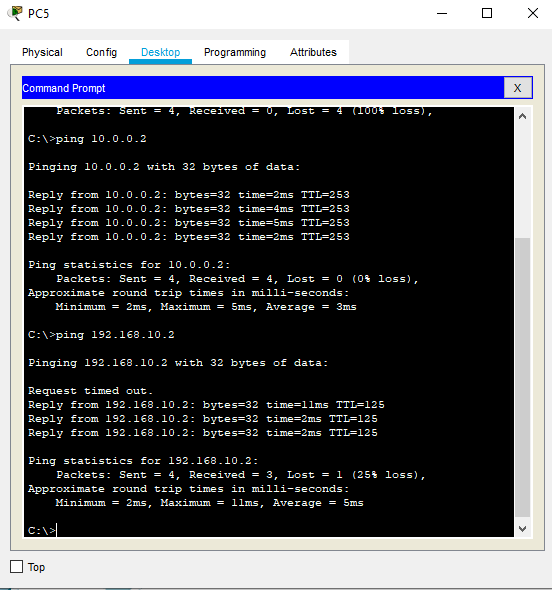 PC5
Physical Config Desktop Programming Attributes
Command Prompt X
Packets: Sent = 4, Received = 0, Lost = 4 (100% loss),
C:\>ping 10.0.0.2
Pinging 10.0.0.2 with 32 bytes of data:
Reply from 10.0.0.2: bytes=32 time=2ms TTL=253
Reply from 10.0.0.2: bytes=32 time=4ms TTL=253
Reply from 10.0.0.2: bytes=32 time=5ms TTL=253
Reply from 10.0.0.2: bytes=32 time=2ms TTL=253
Ping statistics for 10.0.0.2:
Packets: Sent = 4, Received = 4, Lost = 0 (0% loss),
Approximate round trip times in milli-seconds:
Minimum = 2ms, Maximum = 5ms, Average = 3ms
C:\>ping 192.168.10.2
Pinging 192.168.10.2 with 32 bytes of data:
Request timed out.
Reply from 192.168.10.2: bytes=32 time=11ms TTL=125
Reply from 192.168.10.2: bytes=32 time=2ms TTL=125
Reply from 192.168.10.2: bytes=32 time=2ms TTL=125
Ping statistics for 192.168.10.2:
Packets: Sent = 4, Received = 3, Lost = 1 (25% loss),
Approximate round trip times in milli-seconds:
Minimum = 2ms, Maximum = 11ms, Average = 5ms
C:\>
Top